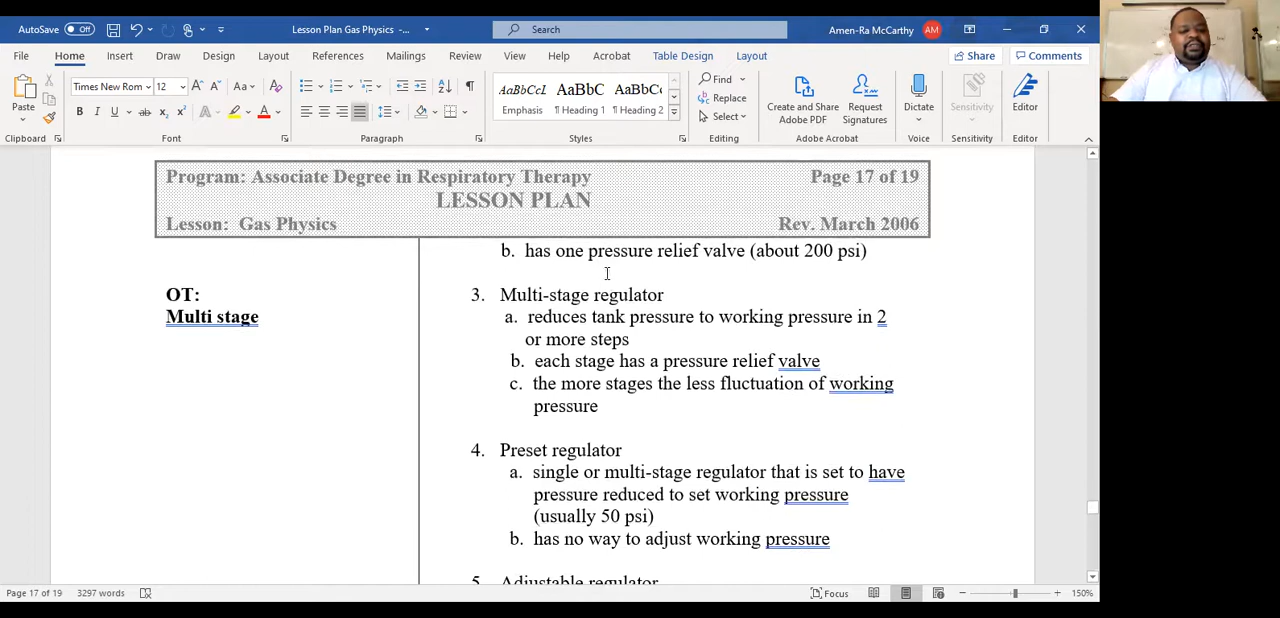 AutoSave Off
Lesson Plan Gas Physics -...
Search
Amen-Ra McCarthy AM
File Home Insert Draw Design Layout References Mailings Review View Help Acrobat Table Design Layout Share Comments
Times New Rom 12
Paste
AaBbCcI AaBbC AaBbCc
Emphasis ¶ Heading 1 ¶ Heading 2
Find
Replace
Select
Create and Share
Adobe PDF
Request
Signatures
Dictate
Sensitivity
Editor
Clipboard Font Paragraph Styles Editing Adobe Acrobat Voice Sensitivity Editor
Program: Associate Degree in Respiratory Therapy Page 17 of 19
LESSON PLAN
Lesson: Gas Physics Rev. March 2006
b. has one pressure relief valve (about 200 psi)
OT:
Multi stage
3. Multi-stage regulator
a. reduces tank pressure to working pressure in 2
or more steps
b. each stage has a pressure relief valve
c. the more stages the less fluctuation of working
pressure
4. Preset regulator
a. single or multi-stage regulator that is set to have
pressure reduced to set working pressure
(usually 50 psi)
b. has no way to adjust working pressure
5. Adjustable regulator
Page 17 of 19 3297 words Focus 150%